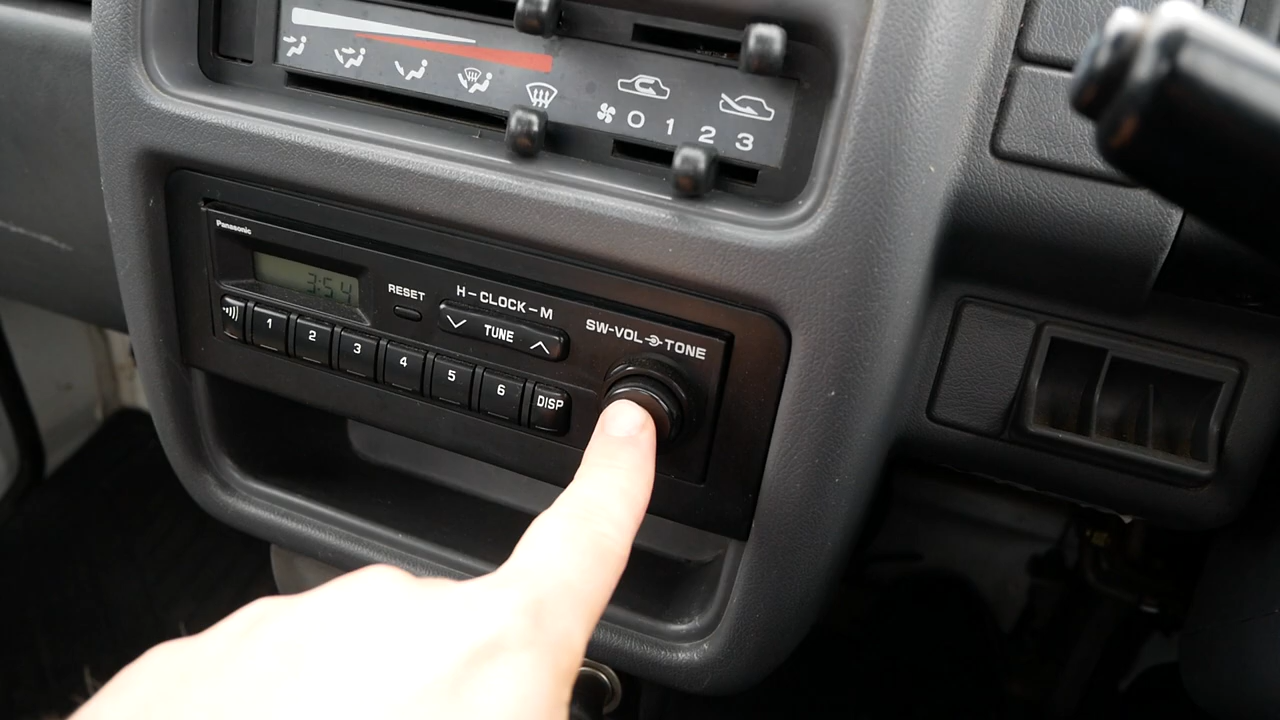 0 1 2 3
Panasonic
3:54
RESET
H-CLOCK-M
TUNE
SW-VOL TONE
1 2 3 4 5 6 DISP